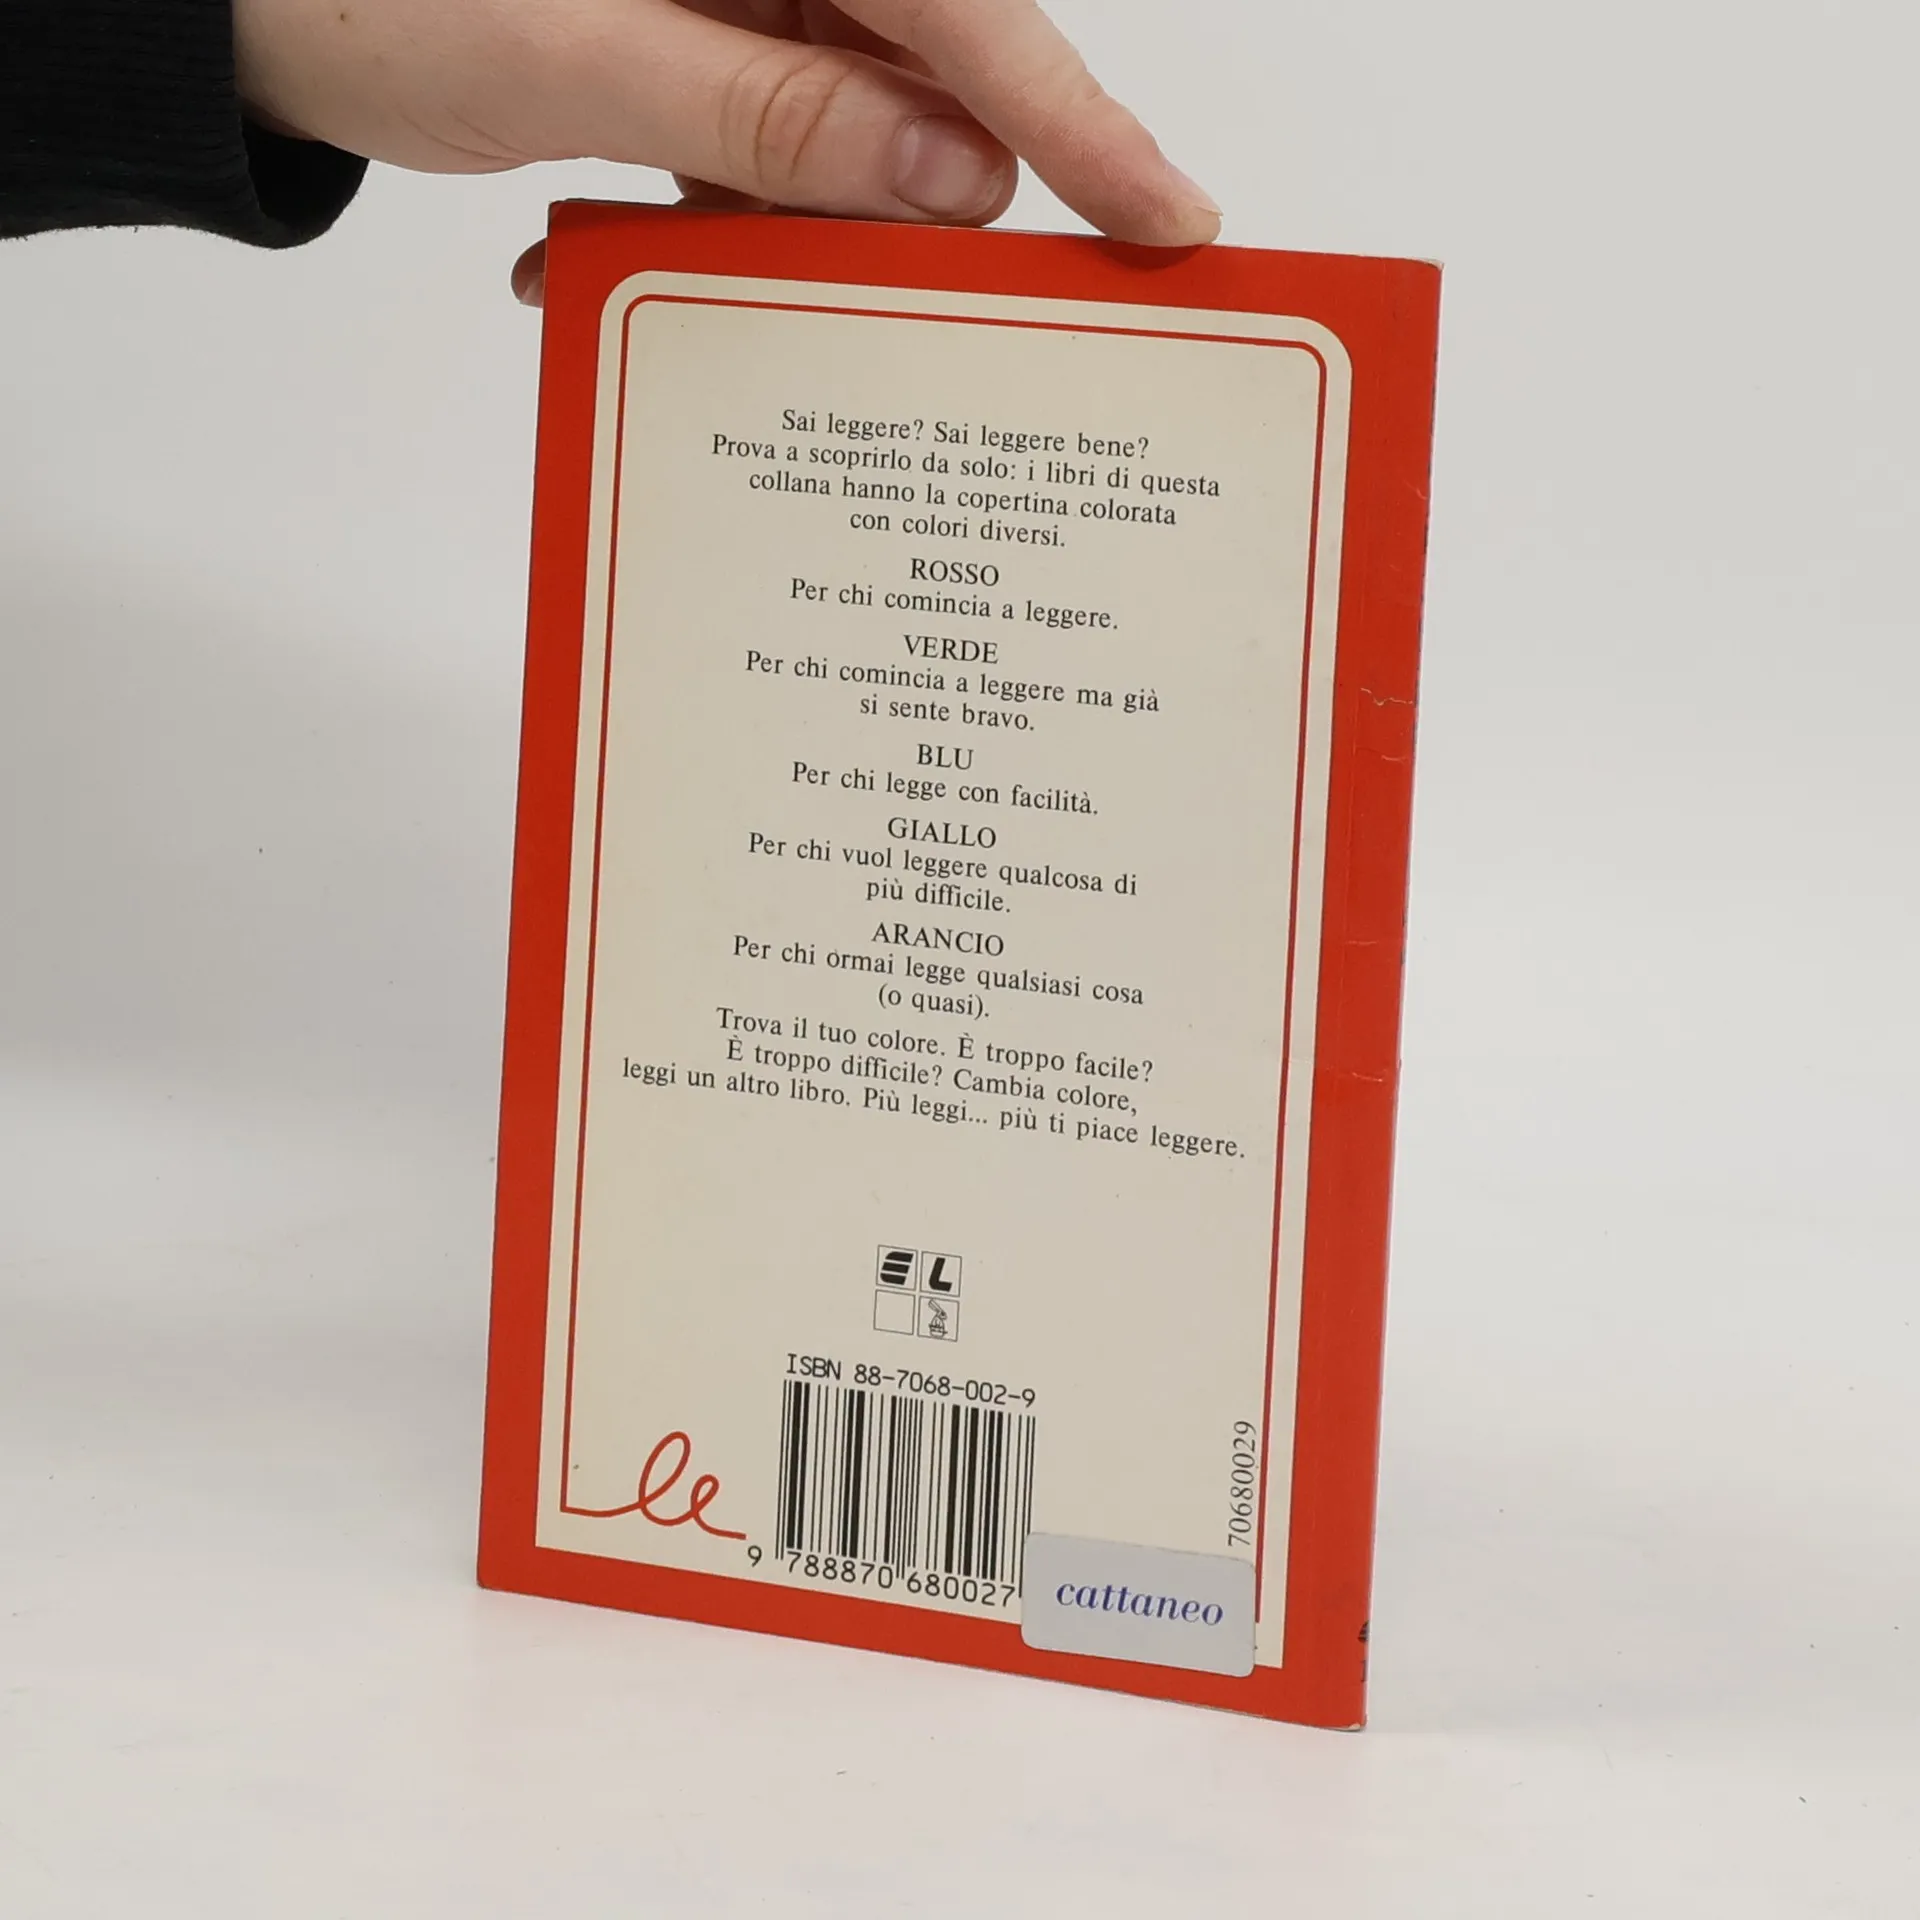 Sai leggere? Sai leggere bene?
Prova a scoprirlo da solo: i libri di questa
collana hanno la copertina colorata
con colori diversi.
ROSSO
Per chi comincia a leggere.
VERDE
Per chi comincia a leggere ma già
si sente bravo.
BLU
Per chi legge con facilità.
GIALLO
Per chi vuol leggere qualcosa di
più difficile.
ARANCIO
Per chi ormai legge qualsiasi cosa
(o quasi).
Trova il tuo colore. È troppo facile?
È troppo difficile? Cambia colore,
leggi un altro libro. Più leggi... più ti piace leggere.
EL
ISBN 88-7068-002-9
le
9 788870 680027
70680029
cattaneo